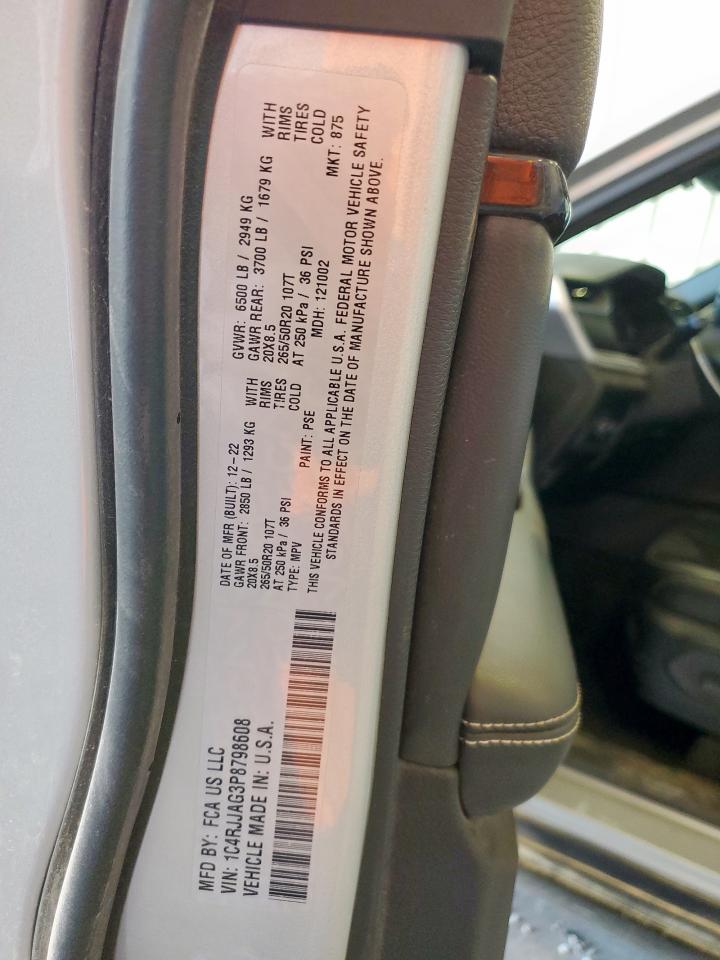 MFD BY: FCA US LLC
VIN: 1C4RJJAG3P8798608
VEHICLE MADE IN: U.S.A.
DATE OF MFR (BUILT): 12-22 GVWR: 6500 LB / 2949 KG
GAWR FRONT: 2850 LB / 1293 KG WITH GAWR REAR: 3700 LB / 1679 KG WITH
20X8.5 RIMS 20X8.5 RIMS
265/50R20 107T TIRES 265/50R20 107T TIRES
AT 250 kPa / 36 PSI COLD AT 250 kPa / 36 PSI COLD
TYPE: MPV PAINT: PSE MDH: 121002 MKT: 875
THIS VEHICLE CONFORMS TO ALL APPLICABLE U.S.A. FEDERAL MOTOR VEHICLE SAFETY
STANDARDS IN EFFECT ON THE DATE OF MANUFACTURE SHOWN ABOVE.